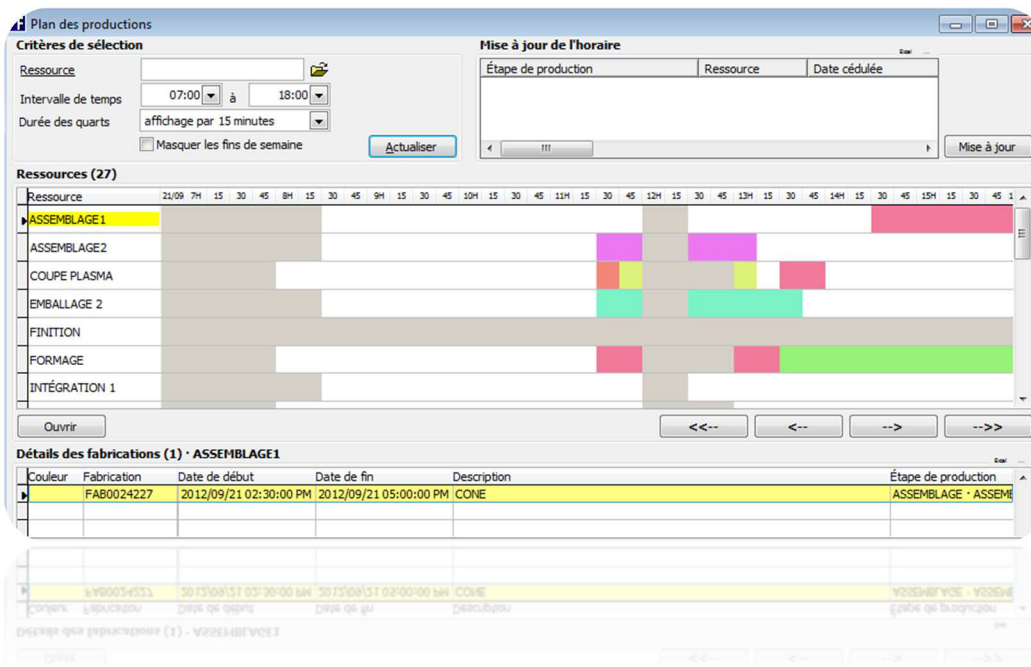 Plan des productions
Critères de sélection
Mise à jour de l'horaire
Excel ...
Ressource
Étape de production Ressource Date cédulée
Intervalle de temps 07:00 à 18:00
Durée des quarts affichage par 15 minutes
Masquer les fins de semaine Actualiser Mise à jour
Ressources (27)
Ressource 21/09 7H 15 30 45 8H 15 30 45 9H 15 30 45 10H 15 30 45 11H 15 30 45 12H 15 30 45 13H 15 30 45 14H 15 30 45 15H 15 30 45 1
ASSEMBLAGE1
ASSEMBLAGE2
COUPE PLASMA
EMBALLAGE 2
FINITION
FORMAGE
INTÉGRATION 1
Ouvrir <<-- <-- --> -->>
Détails des fabrications (1) · ASSEMBLAGE1
Excel ...
Couleur Fabrication Date de début Date de fin Description Étape de production
FAB0024227 2012/09/21 02:30:00 PM 2012/09/21 05:00:00 PM CONE ASSEMBLAGE · ASSEME